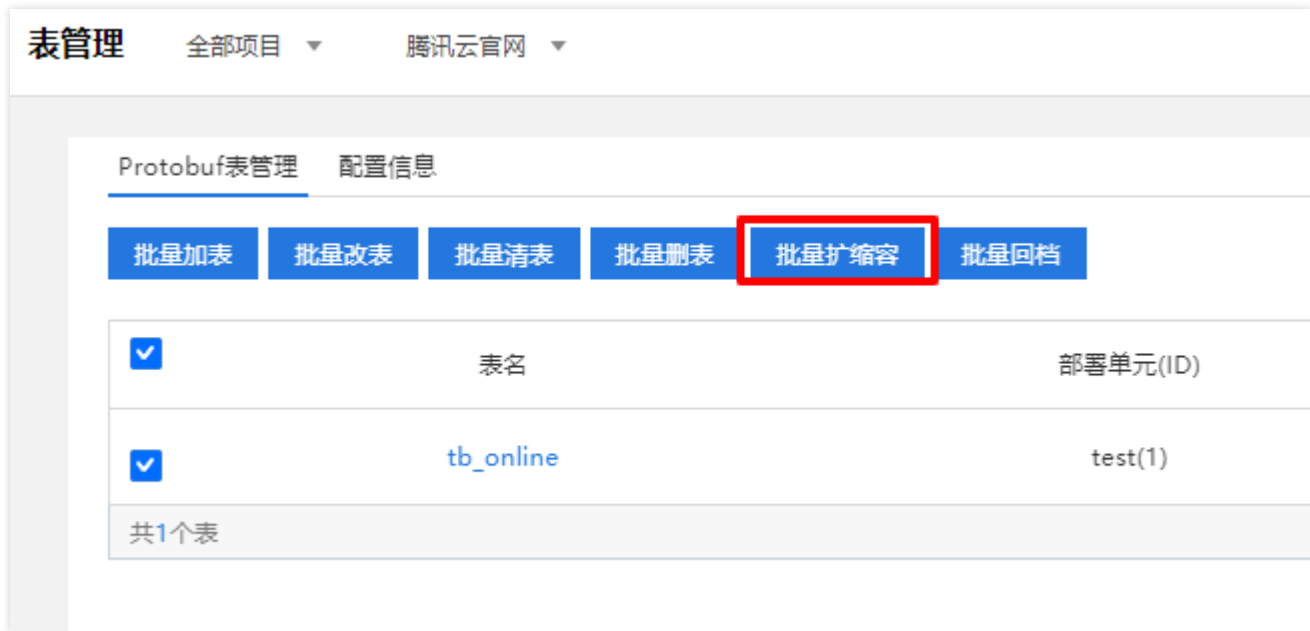 表管理 全部项目 腾讯云官网
Protobuf表管理 配置信息
批量加表 批量改表 批量清表 批量删表 批量扩缩容 批量回档
表名 部署单元(ID)
tb_online test(1)
共1个表